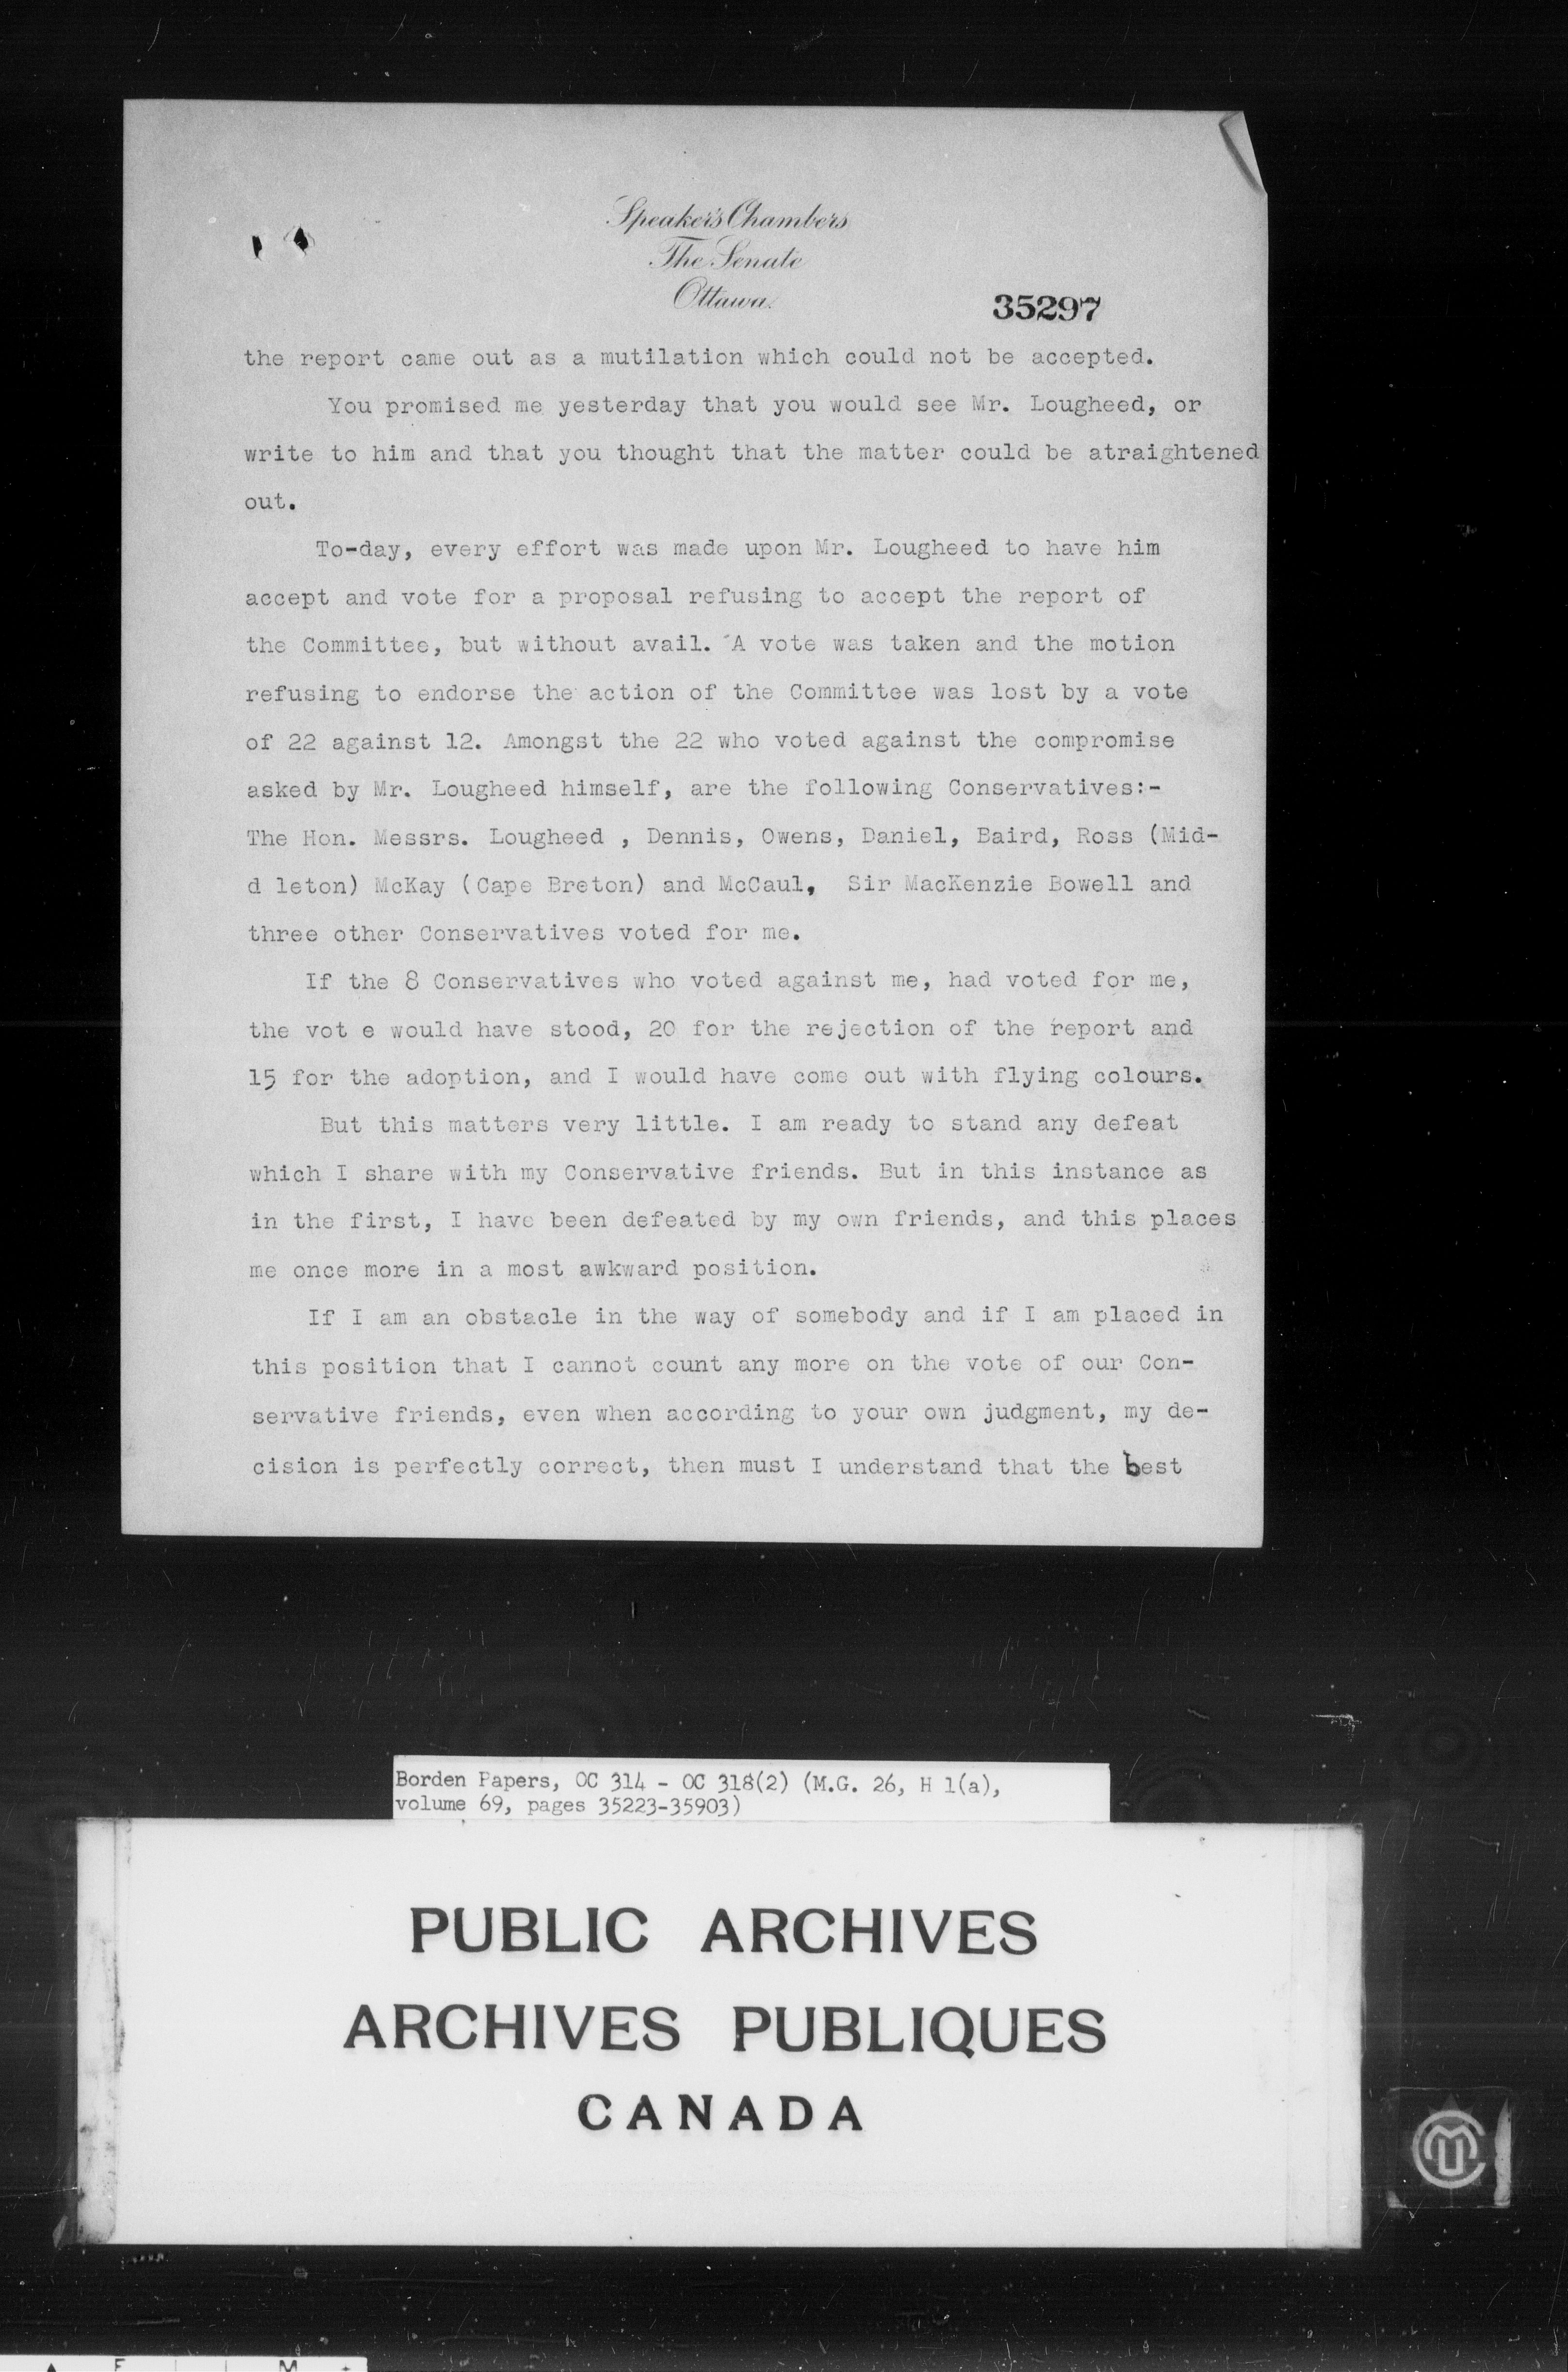 Speaker's Chambers
The Senate
Ottawa.
35297
the report came out as a mutilation which could not be accepted.
You promised me yesterday that you would see Mr. Lougheed, or
write to him and that you thought that the matter could be atraightened
out.
To-day, every effort was made upon Mr. Lougheed to have him
accept and vote for a proposal refusing to accept the report of
the Committee, but without avail. A vote was taken and the motion
refusing to endorse the action of the Committee was lost by a vote
of 22 against 12. Amongst the 22 who voted against the compromise
asked by Mr. Lougheed himself, are the following Conservatives:-
The Hon. Messrs. Lougheed , Dennis, Owens, Daniel, Baird, Ross (Mid-
d leton) McKay (Cape Breton) and McCaul, Sir MacKenzie Bowell and
three other Conservatives voted for me.
If the 8 Conservatives who voted against me, had voted for me,
the vot e would have stood, 20 for the rejection of the report and
15 for the adoption, and I would have come out with flying colours.
But this matters very little. I am ready to stand any defeat
which I share with my Conservative friends. But in this instance as
in the first, I have been defeated by my own friends, and this places
me once more in a most awkward position.
If I am an obstacle in the way of somebody and if I am placed in
this position that I cannot count any more on the vote of our Con-
servative friends, even when according to your own judgment, my de-
cision is perfectly correct, then must I understand that the best
Borden Papers, OC 314 - OC 318(2) (M.G. 26, H 1(a),
volume 69, pages 35223-35903)
PUBLIC ARCHIVES
ARCHIVES PUBLIQUES
CANADA